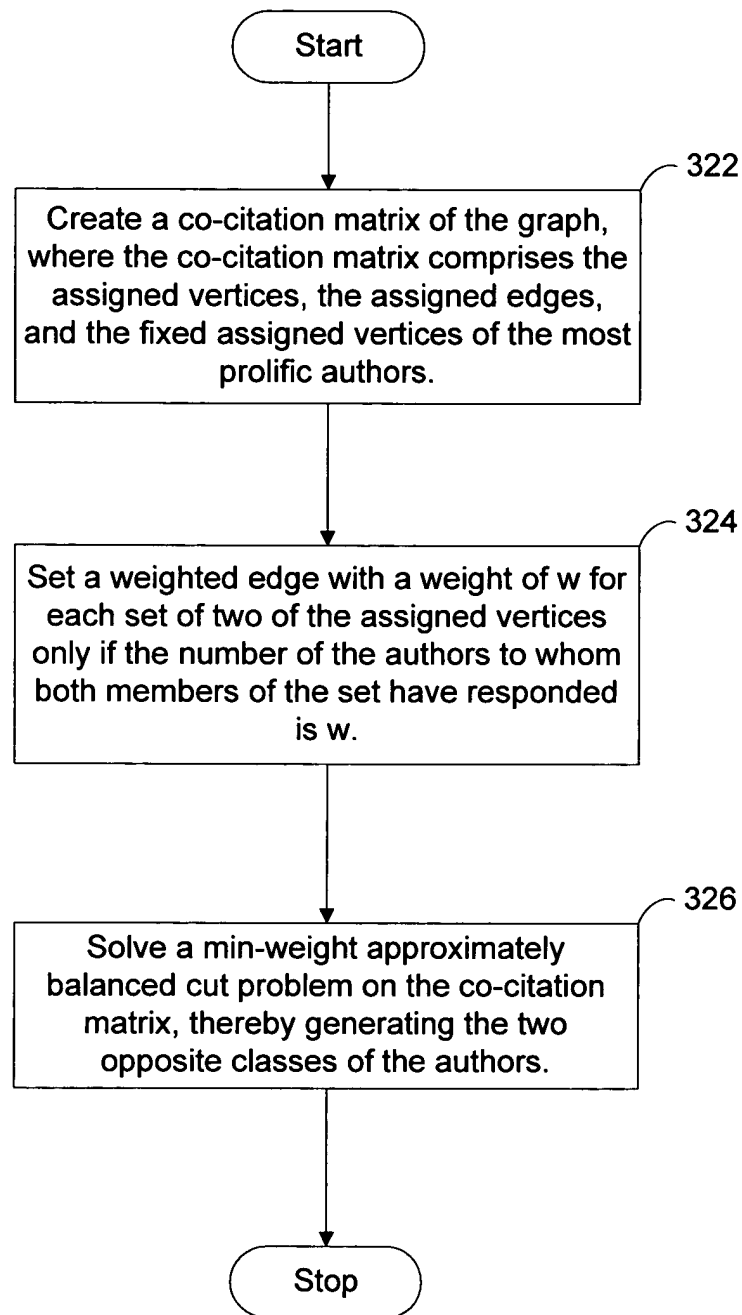 Start
322
Create a co-citation matrix of the graph,
where the co-citation matrix comprises the
assigned vertices, the assigned edges,
and the fixed assigned vertices of the most
prolific authors.
324
Set a weighted edge with a weight of w for
each set of two of the assigned vertices
only if the number of the authors to whom
both members of the set have responded
is w.
326
Solve a min-weight approximately
balanced cut problem on the co-citation
matrix, thereby generating the two
opposite classes of the authors.
Stop